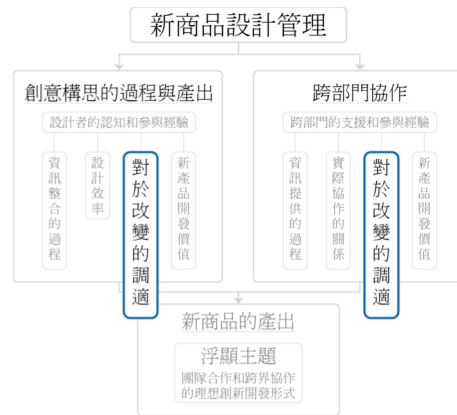 新商品設計管理
創意構思的過程與產出
設計者的認知和參與經驗
資訊整合的過程
設計效率
對於改變的調適
新產品開發價值
跨部門協作
跨部門的支援和參與經驗
資訊提供的過程
實際協作的關係
對於改變的調適
新產品開發價值
新商品的產出
浮顯主題
團隊合作和跨界協作
的理想創新開發形式